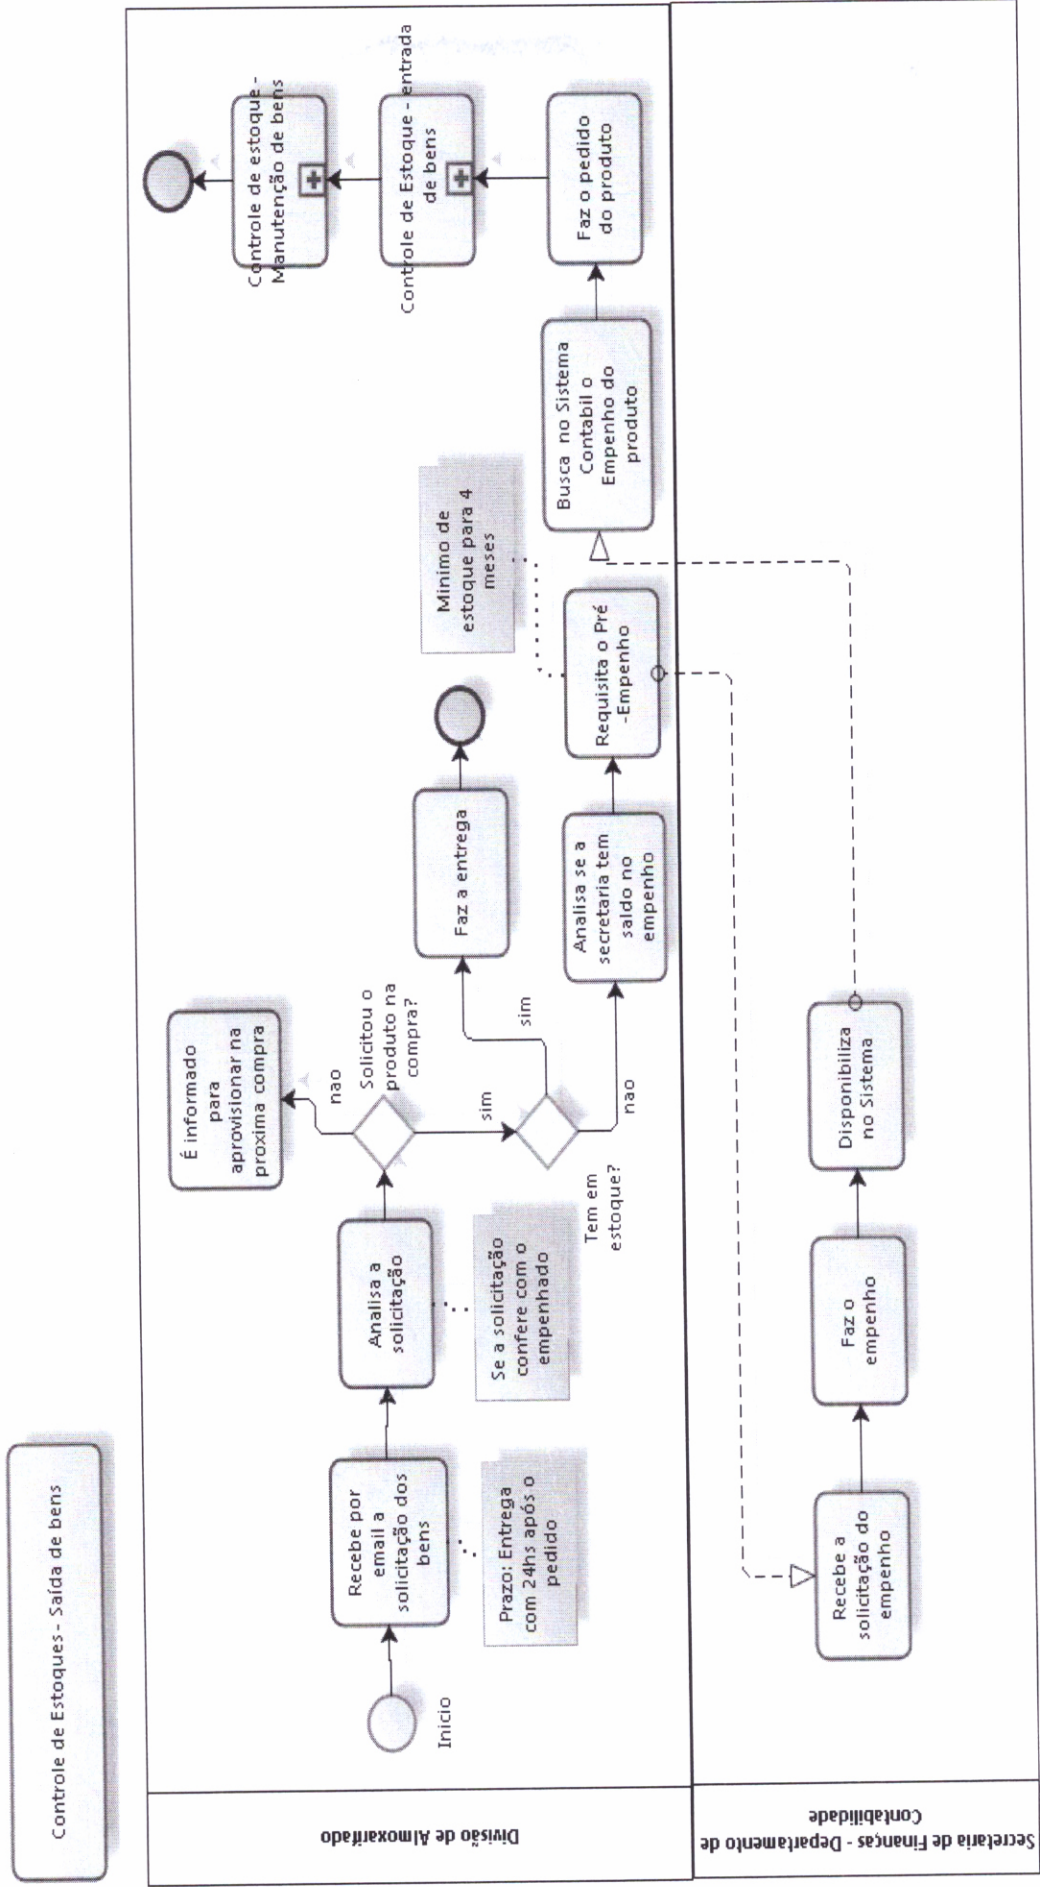 Controle de Estoques - Saída de bens
Divisão de Almoxarifado
Inicio
Recebe por
email a
solicitação dos
bens
Prazo: Entrega
com 24hs após o
pedido
Analisa a
solicitação
Se a solicitação
confere com o
empenhado
Solicitou o
produto na
compra?
nao
É informado
para
aprovisionar na
proxima compra
sim
Tem em
estoque?
sim
Faz a entrega
nao
Analisa se a
secretaria tem
saldo no
empenho
Requisita o Pré
-Empenho
Minimo de
estoque para 4
meses
Busca no Sistema
Contabil o
Empenho do
produto
Faz o pedido
do produto
Controle de Estoque - entrada
de bens
Controle de estoque -
Manutenção de bens
Secretaria de Finanças - Departamento de
Contabilidade
Recebe a
solicitação do
empenho
Faz o
empenho
Disponibiliza
no Sistema